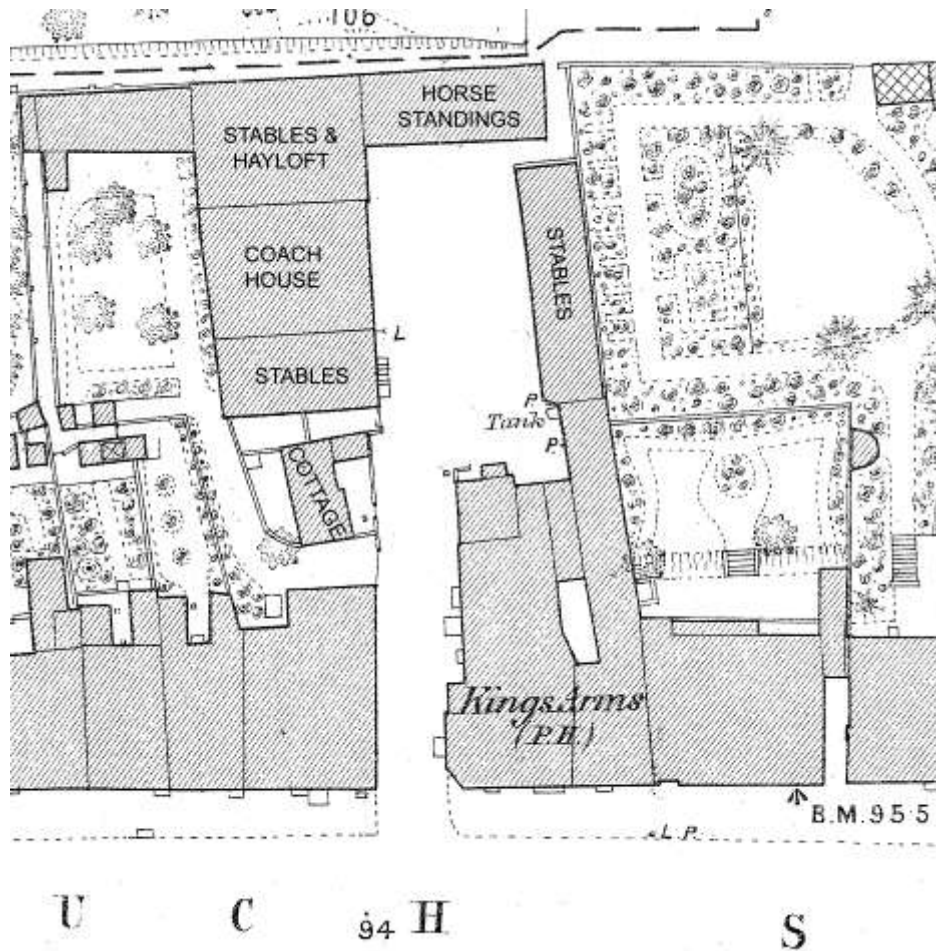 106
HORSE
STANDINGS
STABLES &
HAYLOFT
COACH
HOUSE
STABLES
L
STABLES
P.
Tank
P.
COTTAGE
Kings Arms
(P.H.)
B.M. 95·5
L. P.
U C H S
94